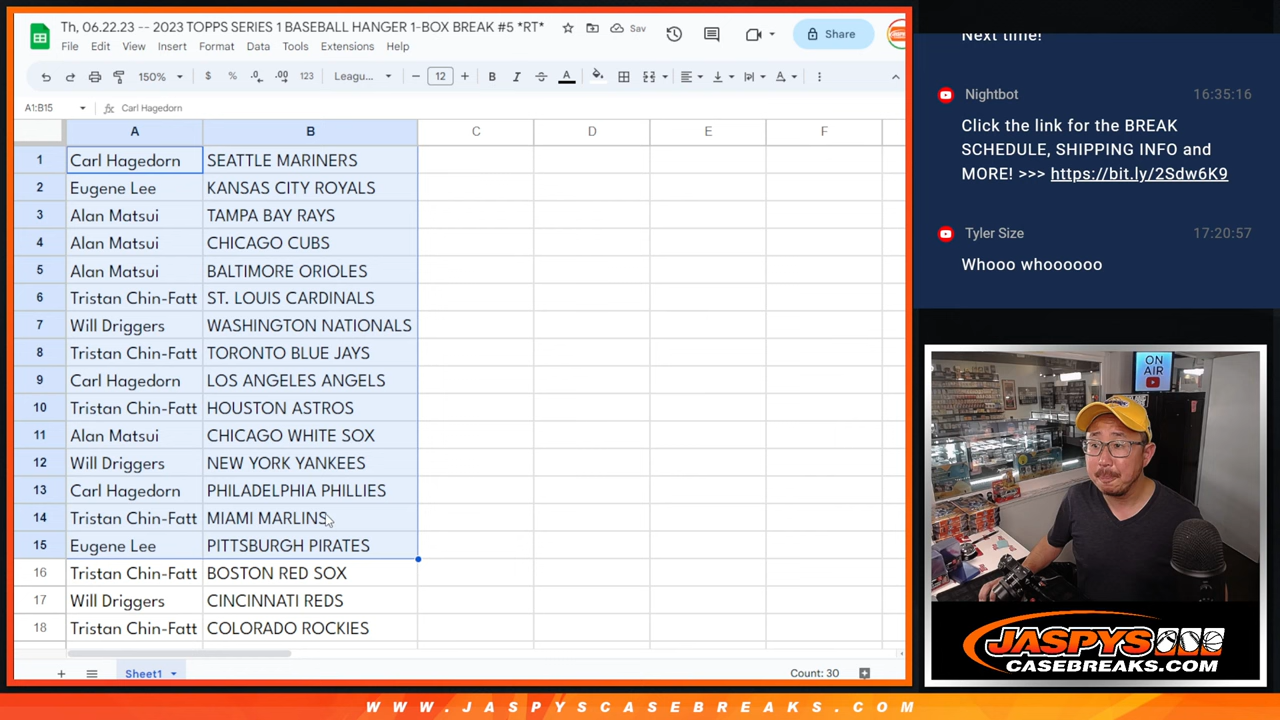 Th, 06.22.23 -- 2023 TOPPS SERIES 1 BASEBALL HANGER 1-BOX BREAK #5 *RT*
Sav
Share
File Edit View Insert Format Data Tools Extensions Help
150% $ % .0 .00 123 Leagu... − 12 + B I A
A1:B15 fx Carl Hagedorn
A B C D E F
1 Carl Hagedorn SEATTLE MARINERS
2 Eugene Lee KANSAS CITY ROYALS
3 Alan Matsui TAMPA BAY RAYS
4 Alan Matsui CHICAGO CUBS
5 Alan Matsui BALTIMORE ORIOLES
6 Tristan Chin-Fatt ST. LOUIS CARDINALS
7 Will Driggers WASHINGTON NATIONALS
8 Tristan Chin-Fatt TORONTO BLUE JAYS
9 Carl Hagedorn LOS ANGELES ANGELS
10 Tristan Chin-Fatt HOUSTON ASTROS
11 Alan Matsui CHICAGO WHITE SOX
12 Will Driggers NEW YORK YANKEES
13 Carl Hagedorn PHILADELPHIA PHILLIES
14 Tristan Chin-Fatt MIAMI MARLINS
15 Eugene Lee PITTSBURGH PIRATES
16 Tristan Chin-Fatt BOSTON RED SOX
17 Will Driggers CINCINNATI REDS
18 Tristan Chin-Fatt COLORADO ROCKIES
Sheet1
Count: 30
Next time!
Nightbot 16:35:16
Click the link for the BREAK
SCHEDULE, SHIPPING INFO and
MORE! >>> https://bit.ly/2Sdw6K9
Tyler Size 17:20:57
Whooo whoooooo
ON
AIR
JASPYS
CASEBREAKS.COM
WWW.JASPYSCASEBREAKS.COM